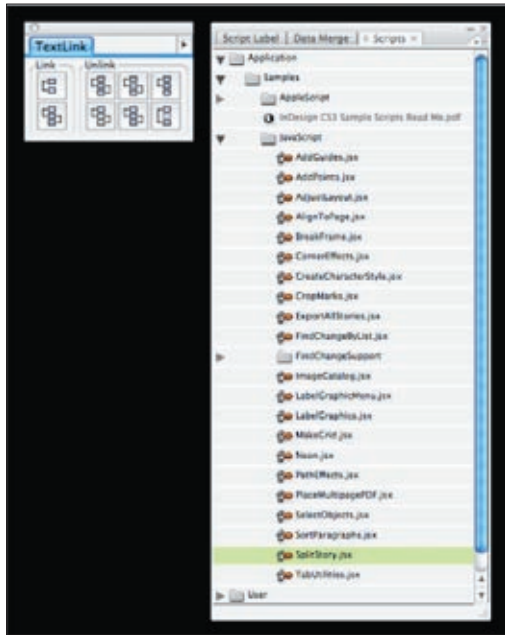 TextLink
Link
Unlink
Script Label
Data Merge
Scripts
Application
Samples
AppleScript
InDesign CS3 Sample Scripts Read Me.pdf
JavaScript
AddGuides.jsx
AddPoints.jsx
AdjustLayout.jsx
AlignToPage.jsx
BreakFrame.jsx
CornerEffects.jsx
CreateCharacterStyle.jsx
CropMarks.jsx
ExportAllStories.jsx
FindChangeByList.jsx
FindChangeSupport
ImageCatalog.jsx
LabelGraphicMenu.jsx
LabelGraphics.jsx
MakeGrid.jsx
Neon.jsx
PathEffects.jsx
PlaceMultipagePDF.jsx
SelectObjects.jsx
SortParagraphs.jsx
SplitStory.jsx
TabUtilities.jsx
User